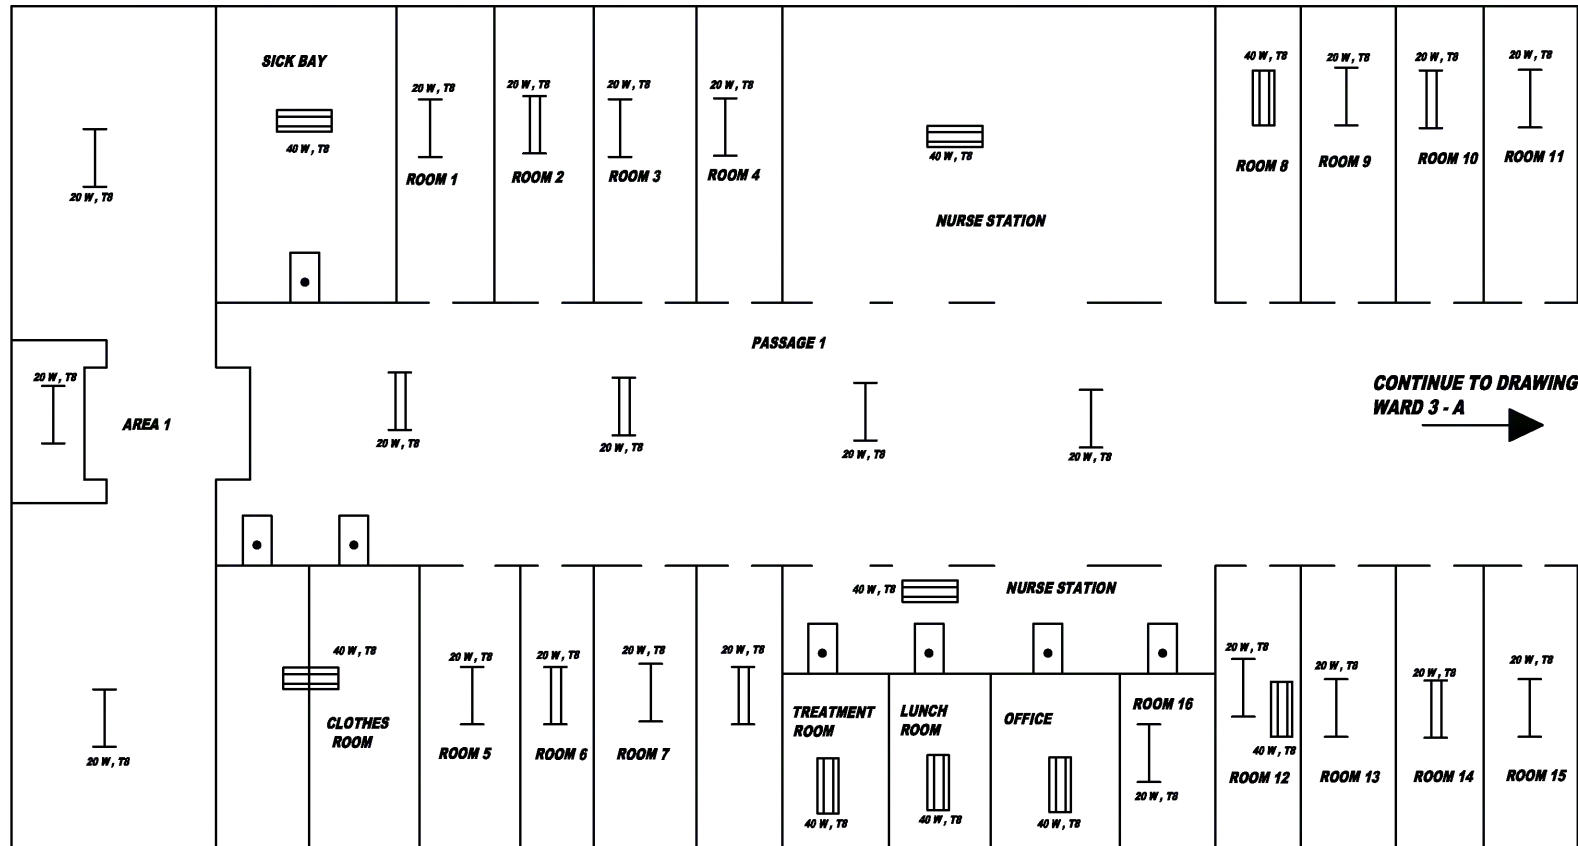 SICK BAY
40 W, T8
20 W, T8
ROOM 1
20 W, T8
ROOM 2
20 W, T8
ROOM 3
20 W, T8
ROOM 4
40 W, T8
NURSE STATION
40 W, T8
ROOM 8
20 W, T8
ROOM 9
20 W, T8
ROOM 10
20 W, T8
ROOM 11
20 W, T8
20 W, T8
AREA 1
20 W, T8
PASSAGE 1
20 W, T8
20 W, T8
20 W, T8
20 W, T8
CONTINUE TO DRAWING
WARD 3 - A
40 W, T8
CLOTHES
ROOM
20 W, T8
ROOM 5
20 W, T8
ROOM 6
20 W, T8
ROOM 7
20 W, T8
40 W, T8
NURSE STATION
TREATMENT
ROOM
40 W, T8
LUNCH
ROOM
40 W, T8
OFFICE
40 W, T8
ROOM 16
20 W, T8
20 W, T8
40 W, T8
ROOM 12
20 W, T8
ROOM 13
20 W, T8
ROOM 14
20 W, T8
ROOM 15